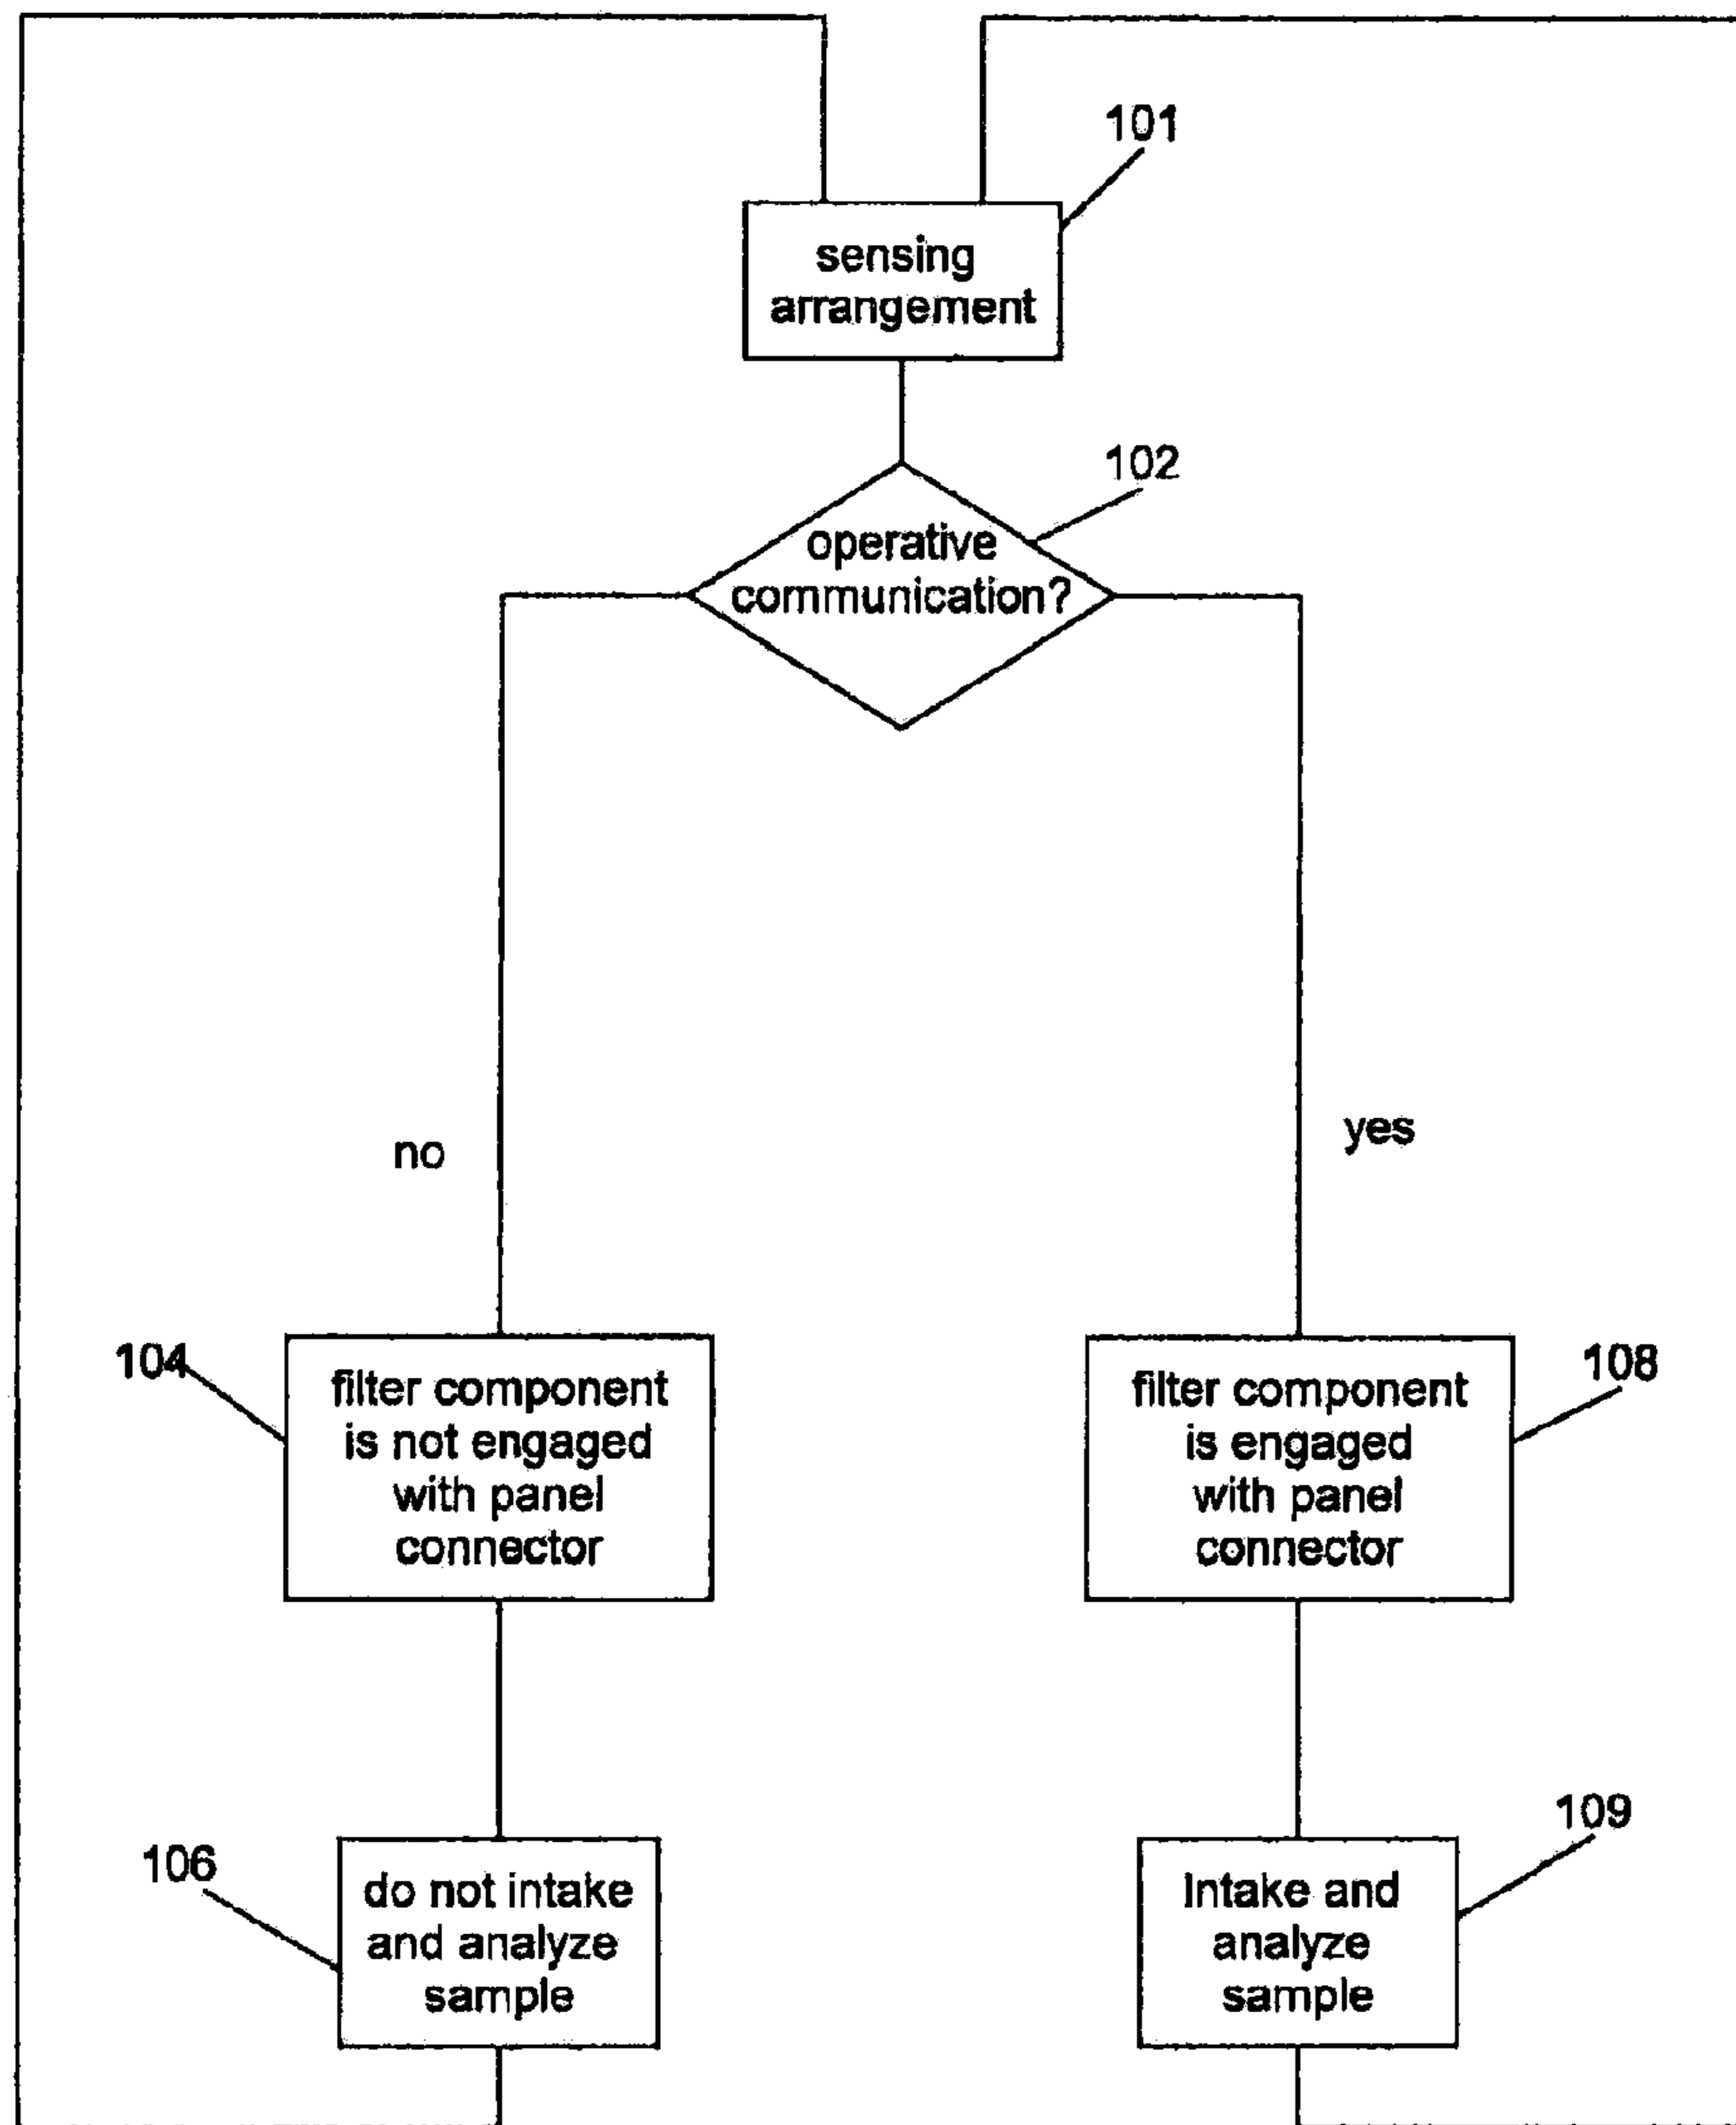 101
sensing
arrangement
102
operative
communication?
no
yes
104
filter component
is not engaged
with panel
connector
108
filter component
is engaged
with panel
connector
106
do not intake
and analyze
sample
109
Intake and
analyze
sample